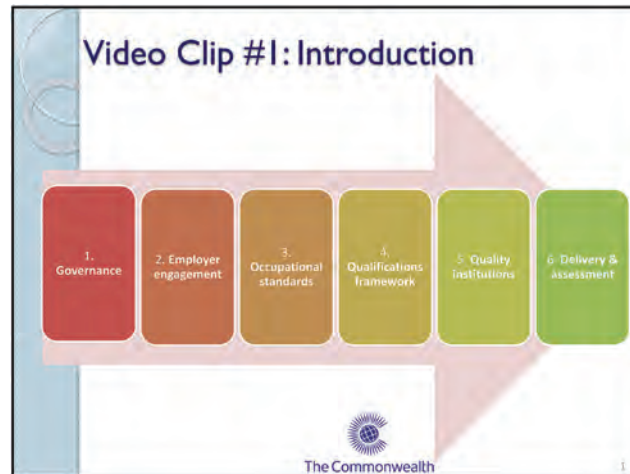 Video Clip #1: Introduction
1.
Governance
2. Employer
engagement
3.
Occupational
standards
4.
Qualifications
framework
5. Quality
institutions
6. Delivery &
assessment
The Commonwealth
1